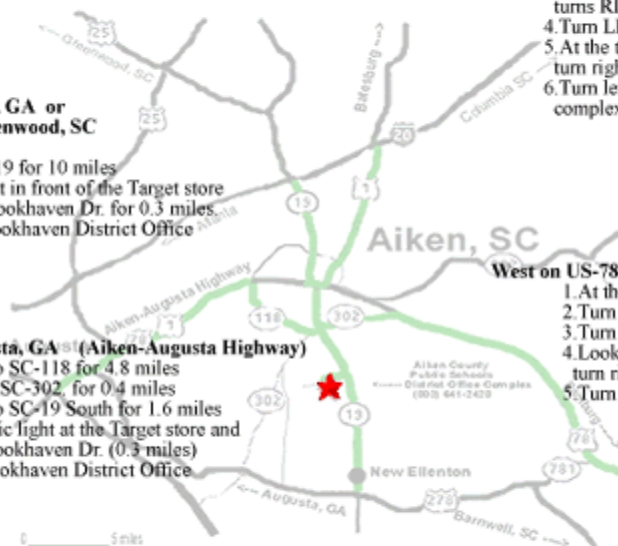 turns RI
4.Turn LE
5.At the t
turn righ
6.Turn lef
complex
25
<-- Greenwood, SC
Batesburg -->
Columbia SC -->
20
25
, GA or
enwood, SC
19 for 10 miles
t in front of the Target store
ookhaven Dr. for 0.3 miles.
ookhaven District Office
Atlanta
19
1
Aiken, SC
West on US-78
1.At th
2.Turn
3.Turn
4.Look
turn ri
5.Turn
Aiken-Augusta Highway
1
118
302
sta, GA (Aiken-Augusta Highway)
o SC-118 for 4.8 miles
SC-302, for 0.4 miles
o SC-19 South for 1.6 miles
ic light at the Target store and
ookhaven Dr. (0.3 miles)
ookhaven District Office
Aiken County
Public Schools
<---- District Office Complex
(803) 641-2428
302
19
78
781
New Ellenton
<-- Augusta, GA
278
Barnwell, SC -->
0 5 miles